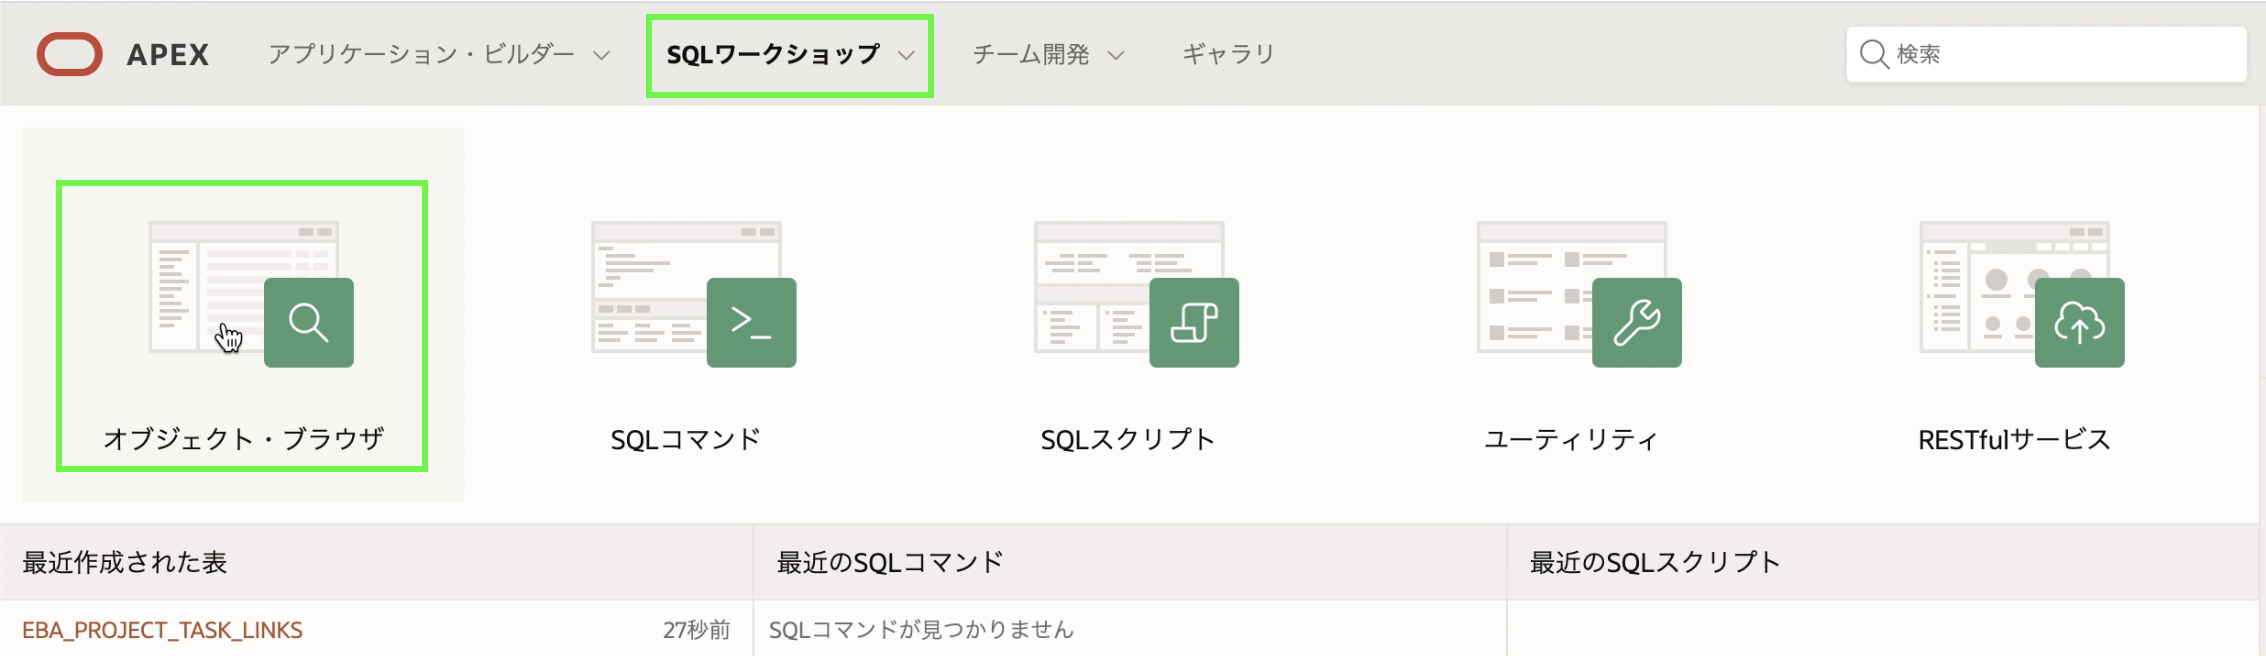 APEX アプリケーション・ビルダー SQLワークショップ チーム開発 ギャラリ 検索
オブジェクト・ブラウザ SQLコマンド SQLスクリプト ユーティリティ RESTfulサービス
最近作成された表 最近のSQLコマンド 最近のSQLスクリプト
EBA_PROJECT_TASK_LINKS 27秒前 SQLコマンドが見つかりません